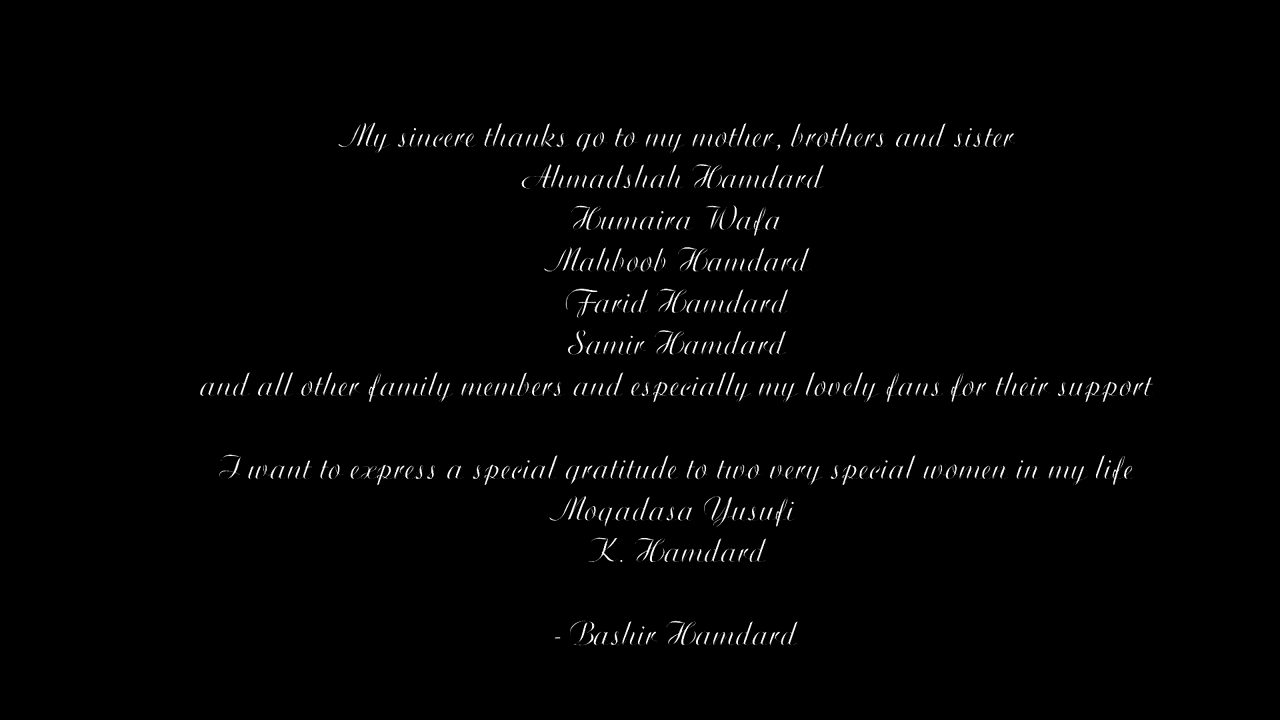 My sincere thanks go to my mother, brothers and sister
Ahmadshah Hamdard
Humaira Wafa
Mahboob Hamdard
Farid Hamdard
Samir Hamdard
and all other family members and especially my lovely fans for their support
I want to express a special gratitude to two very special women in my life
Moqadasa Yusufi
K. Hamdard
- Bashir Hamdard